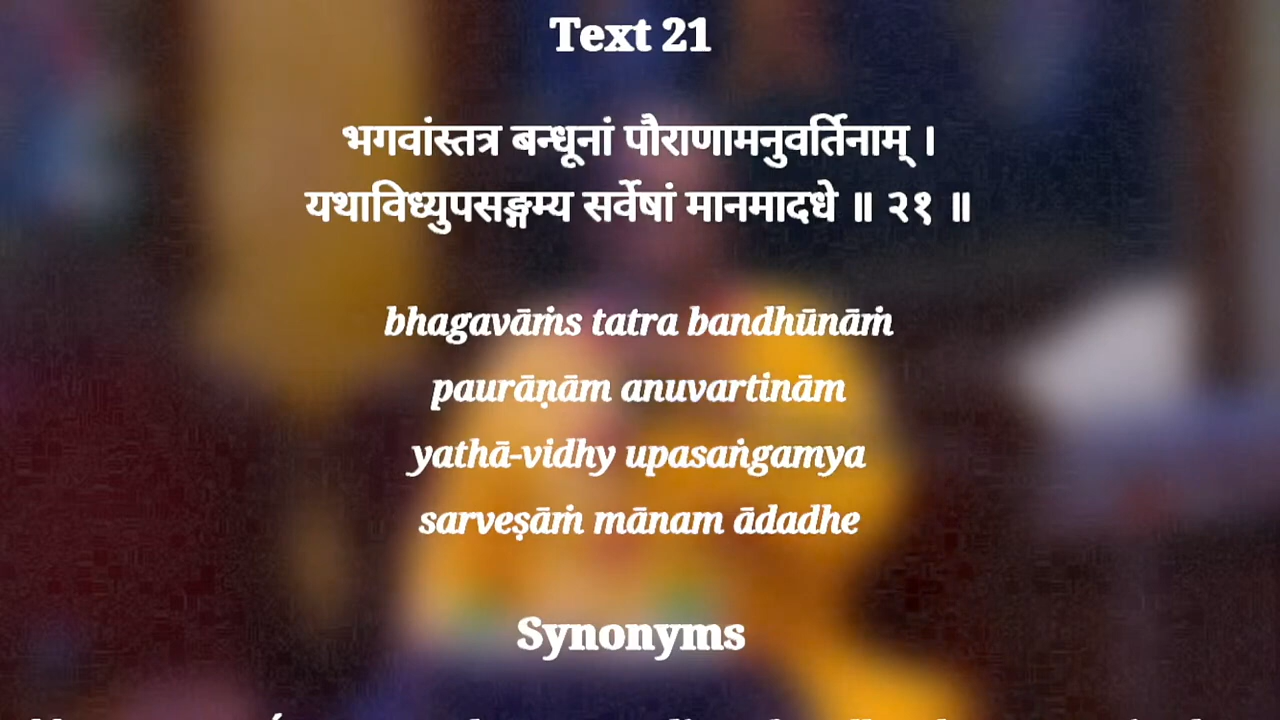 Text 21
भगवांस्तत्र बन्धूनां पौराणामनुवर्तिनाम् ।
यथाविध्युपसङ्गम्य सर्वेषां मानमादधे ॥ २१ ॥
bhagavāṁs tatra bandhūnāṁ
paurāṇām anuvartinām
yathā-vidhy upasaṅgamya
sarveṣāṁ mānam ādadhe
Synonyms